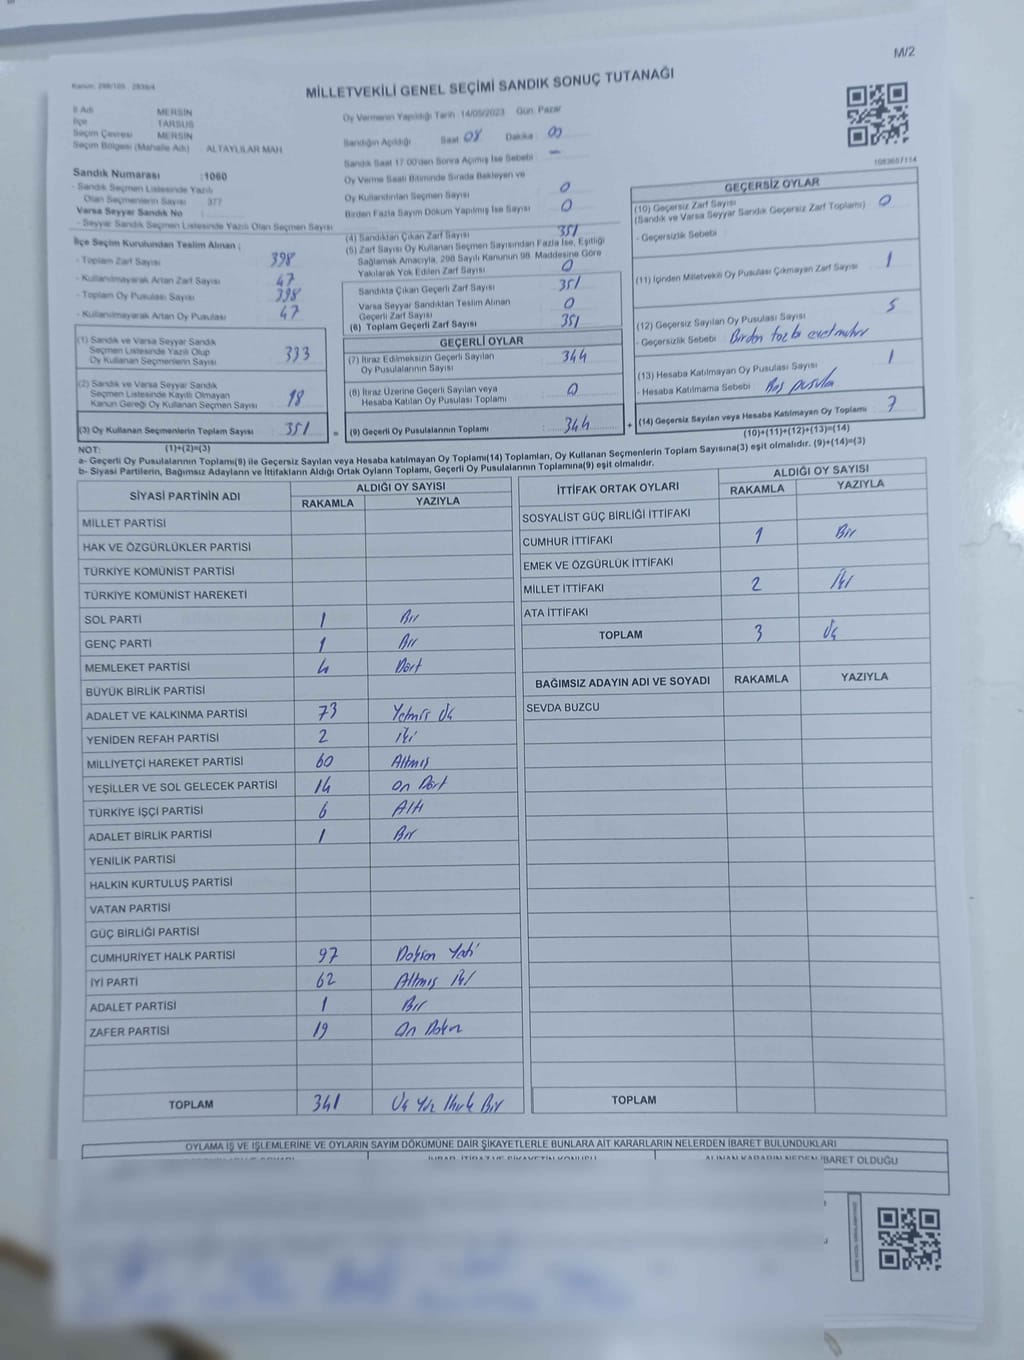 M/2
Kanun: 298/105 , 2839/4
MİLLETVEKİLİ GENEL SEÇİMİ SANDIK SONUÇ TUTANAĞI
İl Adı MERSİN
İlçe TARSUS
Seçim Çevresi MERSİN
Seçim Bölgesi (Mahalle Adı) ALTAYLILAR MAH
Sandık Numarası :1060
- Sandık Seçmen Listesinde Yazılı
Olan Seçmenlerin Sayısı 377
Varsa Seyyar Sandık No
- Seyyar Sandık Seçmen Listesinde Yazılı Olan Seçmen Sayısı
İlçe Seçim Kurulundan Teslim Alınan ;
- Toplam Zarf Sayısı 398
- Kullanılmayarak Artan Zarf Sayısı 47
- Toplam Oy Pusulası Sayısı 398
- Kullanılmayarak Artan Oy Pusulası 47
(1) Sandık ve Varsa Seyyar Sandık
Seçmen Listesinde Yazılı Olup
Oy Kullanan Seçmenlerin Sayısı 333
(2) Sandık ve Varsa Seyyar Sandık
Seçmen Listesinde Kayıtlı Olmayan
Kanun Gereği Oy Kullanan Seçmen Sayısı 18
(3) Oy Kullanan Seçmenlerin Toplam Sayısı 351 =
Oy Vermenin Yapıldığı Tarih :14/05/2023 Gün: Pazar
Sandığın Açıldığı Saat 08 Dakika : 00
Sandık Saat 17:00'den Sonra Açılmış İse Sebebi : -
Oy Verme Saati Bitiminde Sırada Bekleyen ve
Oy Kullandırılan Seçmen Sayısı 0
Birden Fazla Sayım Döküm Yapılmış İse Sayısı 0
(4) Sandıktan Çıkan Zarf Sayısı 351
(5) Zarf Sayısı Oy Kullanan Seçmen Sayısından Fazla İse, Eşitliği
Sağlamak Amacıyla, 298 Sayılı Kanunun 98. Maddesine Göre
Yakılarak Yok Edilen Zarf Sayısı 0
Sandıkta Çıkan Geçerli Zarf Sayısı 351
Varsa Seyyar Sandıktan Teslim Alınan
Geçerli Zarf Sayısı 0
(6) Toplam Geçerli Zarf Sayısı 351
GEÇERLİ OYLAR
(7) İtiraz Edilmeksizin Geçerli Sayılan
Oy Pusulalarının Sayısı 344
(8) İtiraz Üzerine Geçerli Sayılan veya
Hesaba Katılan Oy Pusulası Toplamı 0
(9) Geçerli Oy Pusulalarının Toplamı 344 +
1083657114
GEÇERSİZ OYLAR
(10) Geçersiz Zarf Sayısı
(Sandık ve Varsa Seyyar Sandık Geçersiz Zarf Toplamı) 0
- Geçersizlik Sebebi
(11) İçinden Milletvekili Oy Pusulası Çıkmayan Zarf Sayısı 1
(12) Geçersiz Sayılan Oy Pusulası Sayısı 5
- Geçersizlik Sebebi : Birden fazla evet mühür
(13) Hesaba Katılmayan Oy Pusulası Sayısı 1
- Hesaba Katılmama Sebebi Boş pusula
(14) Geçersiz Sayılan veya Hesaba Katılmayan Oy Toplamı 7
(10)+(11)+(12)+(13)=(14)
NOT: (1)+(2)=(3)
a- Geçerli Oy Pusulalarının Toplamı(9) ile Geçersiz Sayılan veya Hesaba Katılmayan Oy Toplamı(14) Toplamları, Oy Kullanan Seçmenlerin Toplam Sayısına(3) eşit olmalıdır. (9)+(14)=(3)
b- Siyasi Partilerin, Bağımsız Adayların ve İttifakların Aldığı Ortak Oyların Toplamı, Geçerli Oy Pusulalarının Toplamına(9) eşit olmalıdır.
SİYASİ PARTİNİN ADI ALDIĞI OY SAYISI
RAKAMLA YAZIYLA
MİLLET PARTİSİ
HAK VE ÖZGÜRLÜKLER PARTİSİ
TÜRKİYE KOMÜNİST PARTİSİ
TÜRKİYE KOMÜNİST HAREKETİ
SOL PARTİ 1 Bir
GENÇ PARTİ 1 Bir
MEMLEKET PARTİSİ 4 Dört
BÜYÜK BİRLİK PARTİSİ
ADALET VE KALKINMA PARTİSİ 73 Yetmiş Üç
YENİDEN REFAH PARTİSİ 2 iki
MİLLİYETÇİ HAREKET PARTİSİ 60 Altmış
YEŞİLLER VE SOL GELECEK PARTİSİ 14 On Dört
TÜRKİYE İŞÇİ PARTİSİ 6 Altı
ADALET BİRLİK PARTİSİ 1 Bir
YENİLİK PARTİSİ
HALKIN KURTULUŞ PARTİSİ
VATAN PARTİSİ
GÜÇ BİRLİĞİ PARTİSİ
CUMHURİYET HALK PARTİSİ 97 Doksan Yedi
İYİ PARTİ 62 Altmış iki
ADALET PARTİSİ 1 Bir
ZAFER PARTİSİ 19 On Dokuz
TOPLAM 341 Üç Yüz Kırk Bir
İTTİFAK ORTAK OYLARI ALDIĞI OY SAYISI
RAKAMLA YAZIYLA
SOSYALİST GÜÇ BİRLİĞİ İTTİFAKI
CUMHUR İTTİFAKI 1 Bir
EMEK VE ÖZGÜRLÜK İTTİFAKI
MİLLET İTTİFAKI 2 İki
ATA İTTİFAKI
TOPLAM 3 Üç
BAĞIMSIZ ADAYIN ADI VE SOYADI RAKAMLA YAZIYLA
SEVDA BUZCU
TOPLAM
OYLAMA İŞ VE İŞLEMLERİNE VE OYLARIN SAYIM DÖKÜMÜNE DAİR ŞİKAYETLERLE BUNLARA AİT KARARLARIN NELERDEN İBARET BULUNDUKLARI
İHBAR, İTİRAZ VE ŞİKAYETİN KONUSU ALINAN KARARIN NEDEN İBARET OLDUĞU